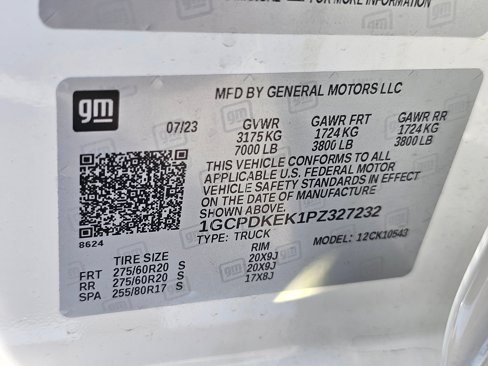 MFD BY GENERAL MOTORS LLC
gm
07/23 GVWR GAWR FRT GAWR RR
3175 KG 1724 KG 1724 KG
7000 LB 3800 LB 3800 LB
THIS VEHICLE CONFORMS TO ALL
APPLICABLE U.S. FEDERAL MOTOR
VEHICLE SAFETY STANDARDS IN EFFECT
ON THE DATE OF MANUFACTURE
SHOWN ABOVE.
1GCPDKEK1PZ327232
TYPE: TRUCK MODEL: 12CK10543
8624
TIRE SIZE RIM
FRT 275/60R20 S 20X9J
RR 275/60R20 S 20X9J
SPA 255/80R17 S 17X8J